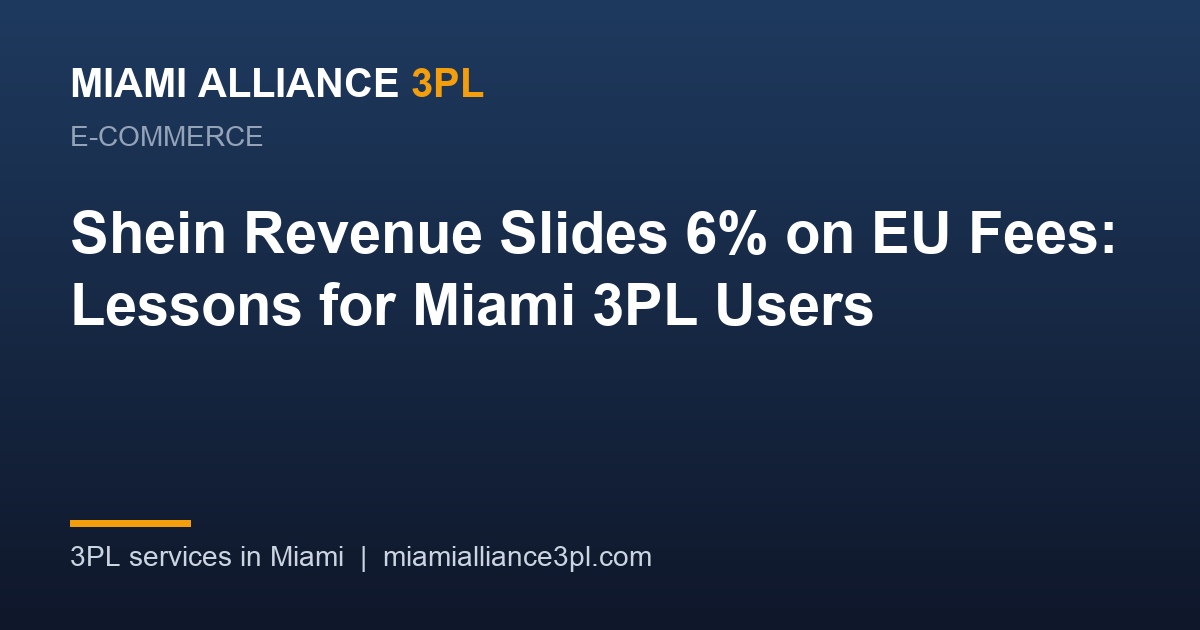 MIAMI ALLIANCE 3PL
E-COMMERCE
Shein Revenue Slides 6% on EU Fees:
Lessons for Miami 3PL Users
3PL services in Miami | miamialliance3pl.com